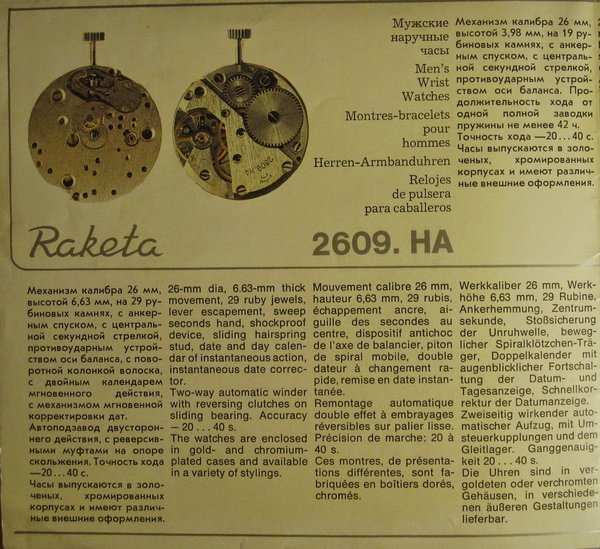 Мужские
наручные
часы
Men's
Wrist
Watches
Montres-bracelets
pour
hommes
Herren-Armbanduhren
Relojes
de pulsera
para caballeros
Механизм калибра 26 мм,
высотой 3,98 мм, на 19 ру-
биновых камнях, с анкер-
ным спуском, с централь-
ной секундной стрелкой,
противоударным устрой-
ством оси баланса. Про-
должительность хода от
одной полной заводки
пружины не менее 42 ч.
Точность хода —20...40 с.
Часы выпускаются в золо-
ченых, хромированных
корпусах и имеют различ-
ные внешние оформления.
2609 НА
Raketa
2609. НА
Механизм калибра 26 мм,
высотой 6,63 мм, на 29 ру-
биновых камнях, с анкер-
ным спуском, с централь-
ной секундной стрелкой,
противоударным устрой-
ством оси баланса, с пово-
ротной колонкой волоска,
с двойным календарем
мгновенного действия,
с механизмом мгновенной
корректировки дат.
Автоподзавод двусторон-
него действия, с реверсив-
ными муфтами на опоре
скольжения. Точность хода
—20...40 с.
Часы выпускаются в золо-
ченых, хромированных
корпусах и имеют различ-
ные внешние оформления.
26-mm dia, 6.63-mm thick
movement, 29 ruby jewels,
lever escapement, sweep
seconds hand, shockproof
device, sliding hairspring
stud, date and day calen-
dar of instantaneous action,
instantaneous date correc-
tor.
Two-way automatic winder
with reversing clutches on
sliding bearing. Accuracy
— 20...40 s.
The watches are enclosed
in gold- and chromium-
plated cases and available
in a variety of stylings.
Mouvement calibre 26 mm,
hauteur 6,63 mm, 29 rubis,
échappement ancre, ai-
guille des secondes au
centre, dispositif antichoc
de l'axe de balancier, piton
de spiral mobile, double
dateur à changement ra-
pide, remise en date instan-
tanée.
Remontage automatique
double effet à embrayages
réversibles sur palier lisse.
Précision de marche: 20 à
40 s.
Ces montres, de présenta-
tions différentes, sont fa-
briquées en boîtiers dorés,
chromés.
Werkkaliber 26 mm, Werk-
höhe 6,63 mm, 29 Rubine,
Ankerhemmung, Zentrum-
sekunde, Stoßsicherung
der Unruhwelle, beweg-
licher Spiralklötzchen-Trä-
ger, Doppelkalender mit
augenblicklicher Fortschal-
tung der Datum- und
Tagesanzeige, Schnellkor-
rektur der Datumanzeige.
Zweiseitig wirkender auto-
matischer Aufzug, mit Um-
steuerkupplungen und dem
Gleitlager. Ganggenauig-
keit 20...40 s.
Die Uhren sind in ver-
goldeten oder verchromten
Gehäusen, in verschiede-
nen äußeren Gestaltungen
lieferbar.